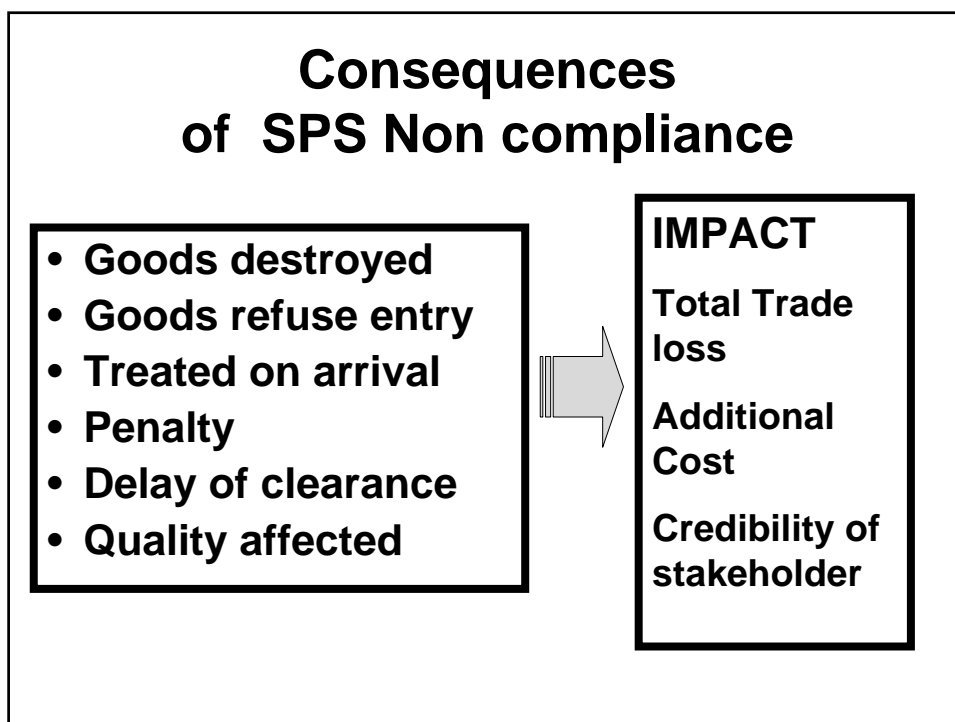 Consequences
of SPS Non compliance
• Goods destroyed
• Goods refuse entry
• Treated on arrival
• Penalty
• Delay of clearance
• Quality affected
IMPACT
Total Trade
loss
Additional
Cost
Credibility of
stakeholder